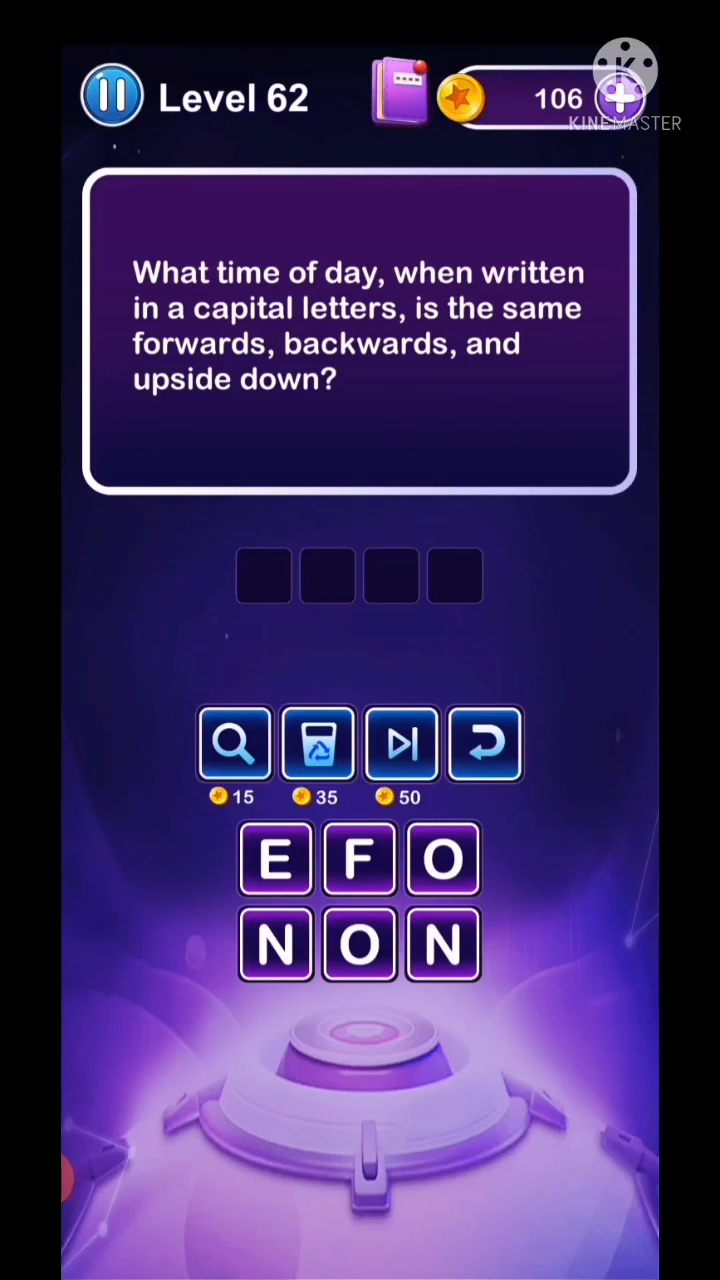 Level 62
106
KINEMASTER
What time of day, when written
in a capital letters, is the same
forwards, backwards, and
upside down?
15 35 50
E F O
N O N